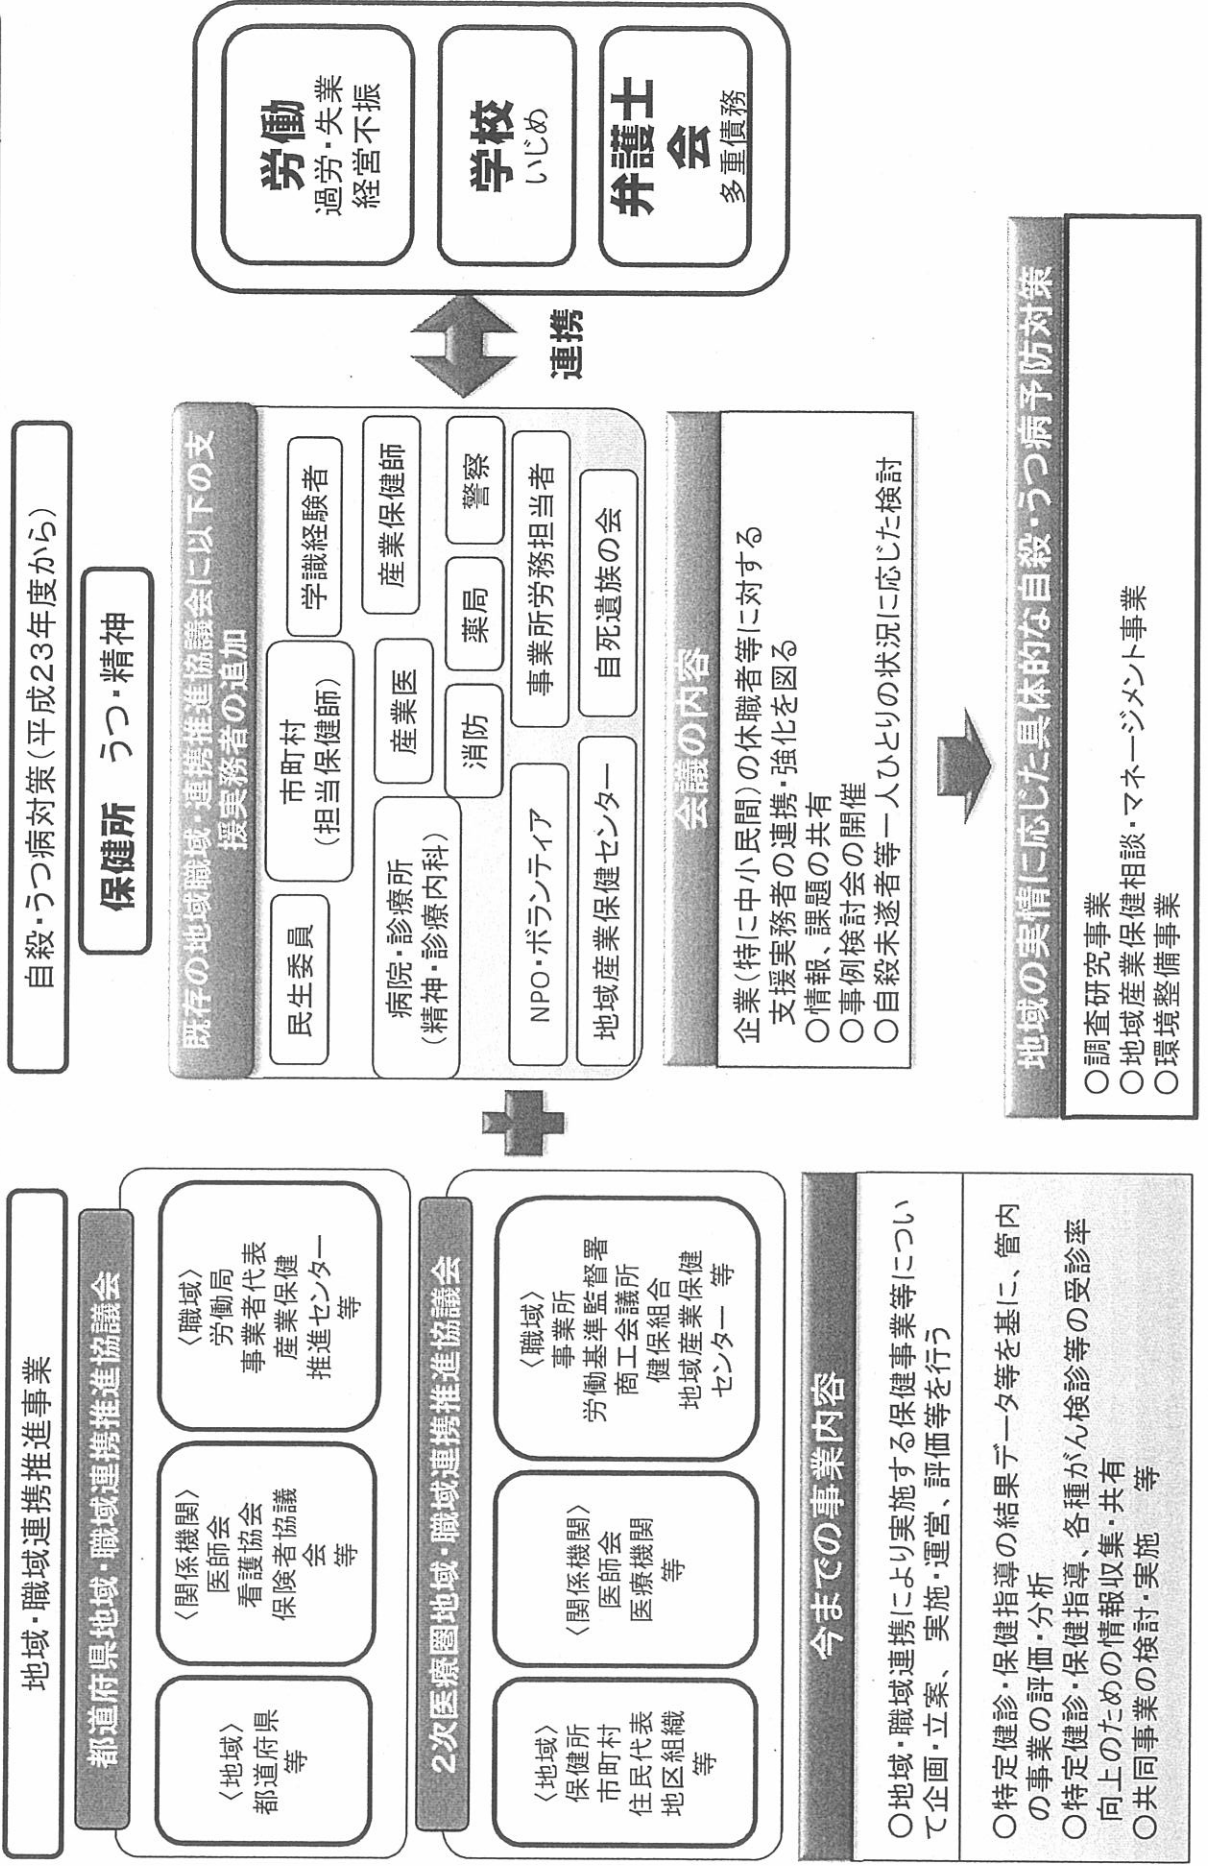 地域・職域連携推進事業
都道府県地域・職域連携推進協議会
〈地域〉
都道府県
等
〈関係機関〉
医師会
看護協会
保険者協議
会
等
〈職域〉
労働局
事業者代表
産業保健
推進センター
等
2次医療圏地域・職域連携推進協議会
〈地域〉
保健所
市町村
住民代表
地区組織
等
〈関係機関〉
医師会
医療機関
等
〈職域〉
事業所
労働基準監督署
商工会議所
健保組合
地域産業保健
センター 等
今までの事業内容
○地域・職域連携により実施する保健事業等につい
て企画・立案、実施・運営、評価等を行う
○特定健診・保健指導の結果データ等を基に、管内
の事業の評価・分析
○特定健診・保健指導、各種がん検診等の受診率
向上のための情報収集・共有
○共同事業の検討・実施 等
自殺・うつ病対策(平成23年度から)
保健所 うつ・精神
既存の地域職域・連携推進協議会に以下の支
援実務者の追加
民生委員
市町村
(担当保健師)
学識経験者
病院・診療所
(精神・診療内科)
産業医
産業保健師
消防
薬局
警察
NPO・ボランティア
事業所労務担当者
地域産業保健センター
自死遺族の会
会議の内容
企業(特に中小民間)の休職者等に対する
支援実務者の連携・強化を図る
○情報、課題の共有
○事例検討会の開催
○自殺未遂者等一人ひとりの状況に応じた検討
地域の実情に応じた具体的な自殺・うつ病予防対策
○調査研究事業
○地域産業保健相談・マネージメント事業
○環境整備事業
連携
労働
過労・失業
経営不振
学校
いじめ
弁護士
会
多重債務